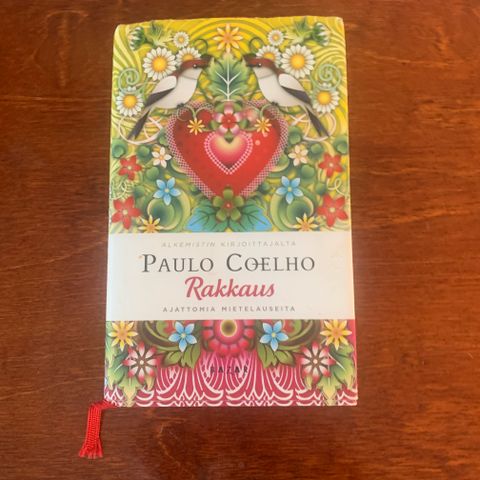 ALKEMISTIN KIRJOITTAJALTA
PAULO COELHO
Rakkaus
AJATTOMIA MIETELAUSEITA
BAZAR